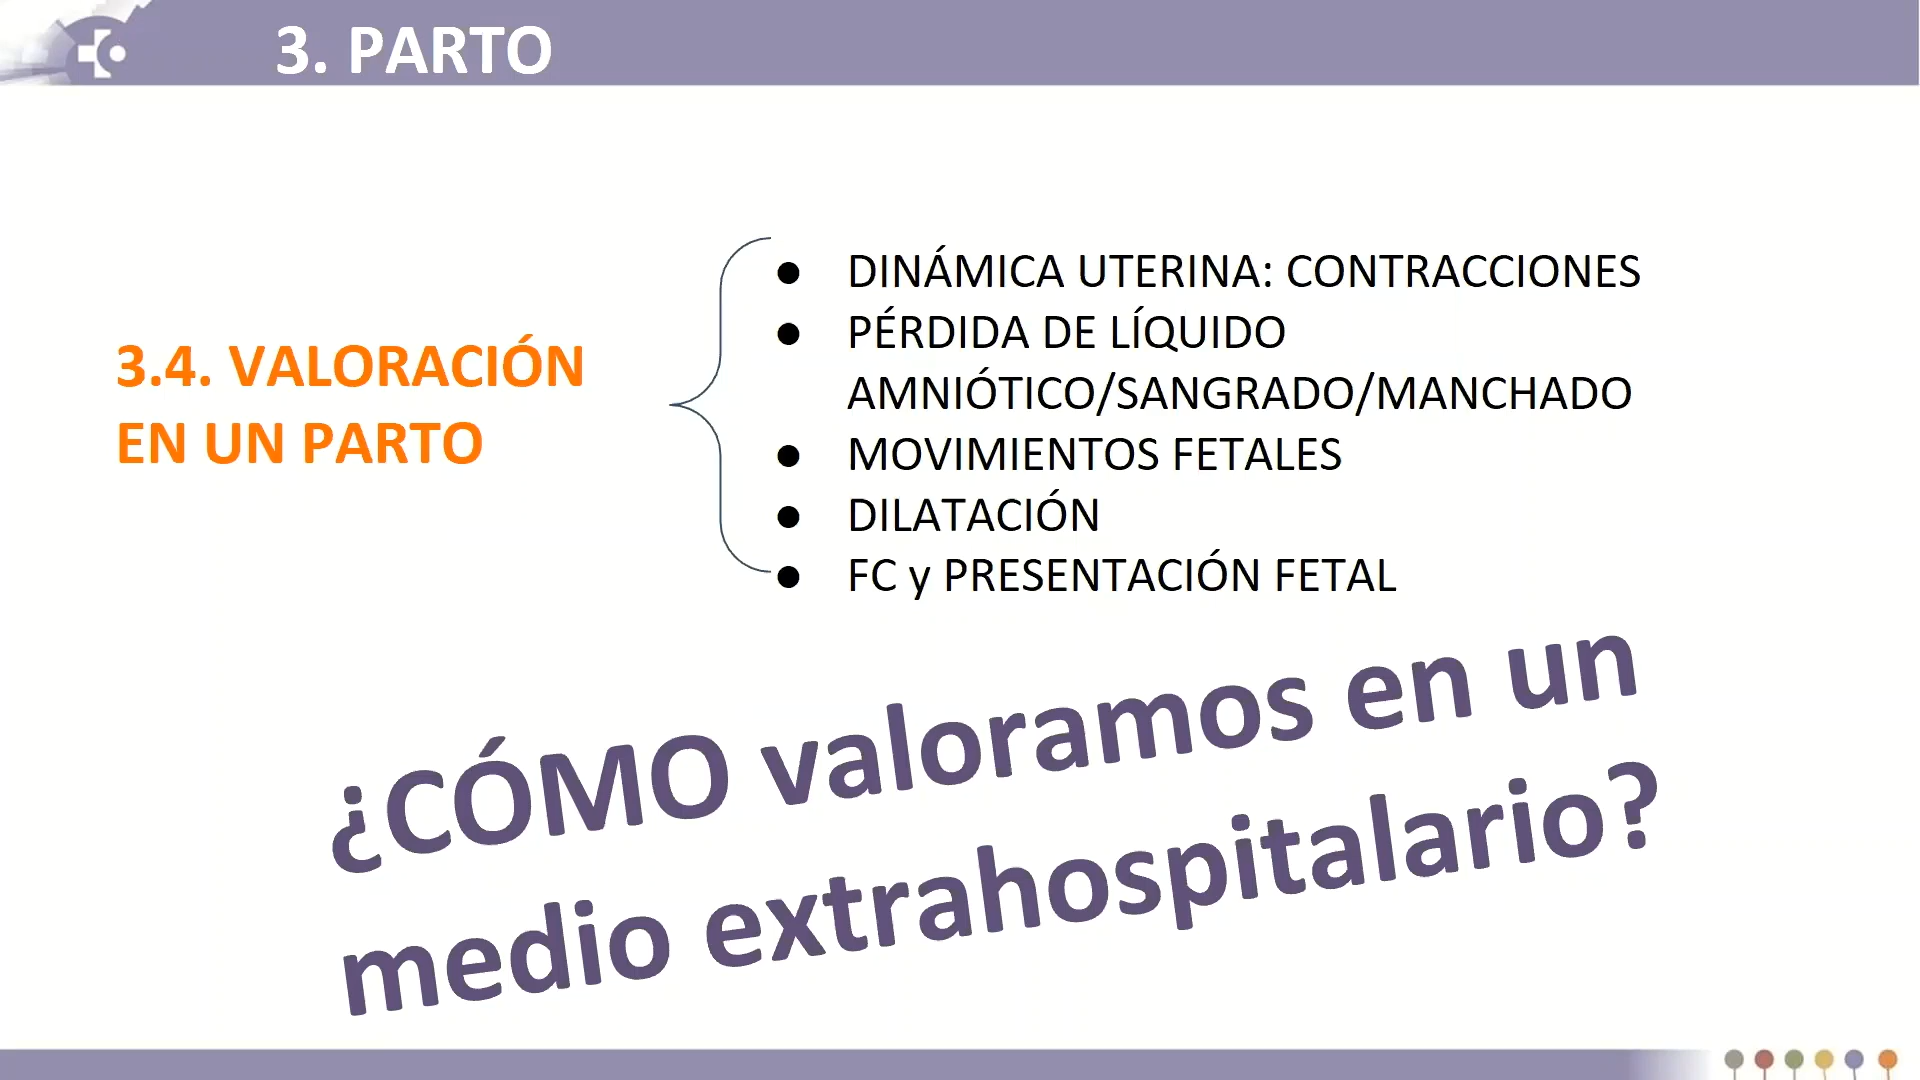 3. PARTO
3.4. VALORACIÓN
EN UN PARTO
● DINÁMICA UTERINA: CONTRACCIONES
● PÉRDIDA DE LÍQUIDO
AMNIÓTICO/SANGRADO/MANCHADO
● MOVIMIENTOS FETALES
● DILATACIÓN
● FC y PRESENTACIÓN FETAL
¿CÓMO valoramos en un
medio extrahospitalario?